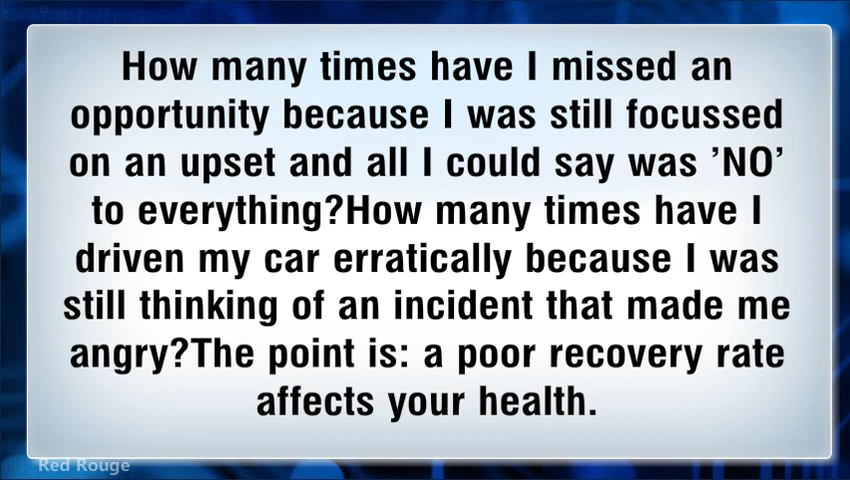 How many times have I missed an
opportunity because I was still focussed
on an upset and all I could say was ’NO’
to everything?How many times have I
driven my car erratically because I was
still thinking of an incident that made me
angry?The point is: a poor recovery rate
affects your health.
Red Rouge